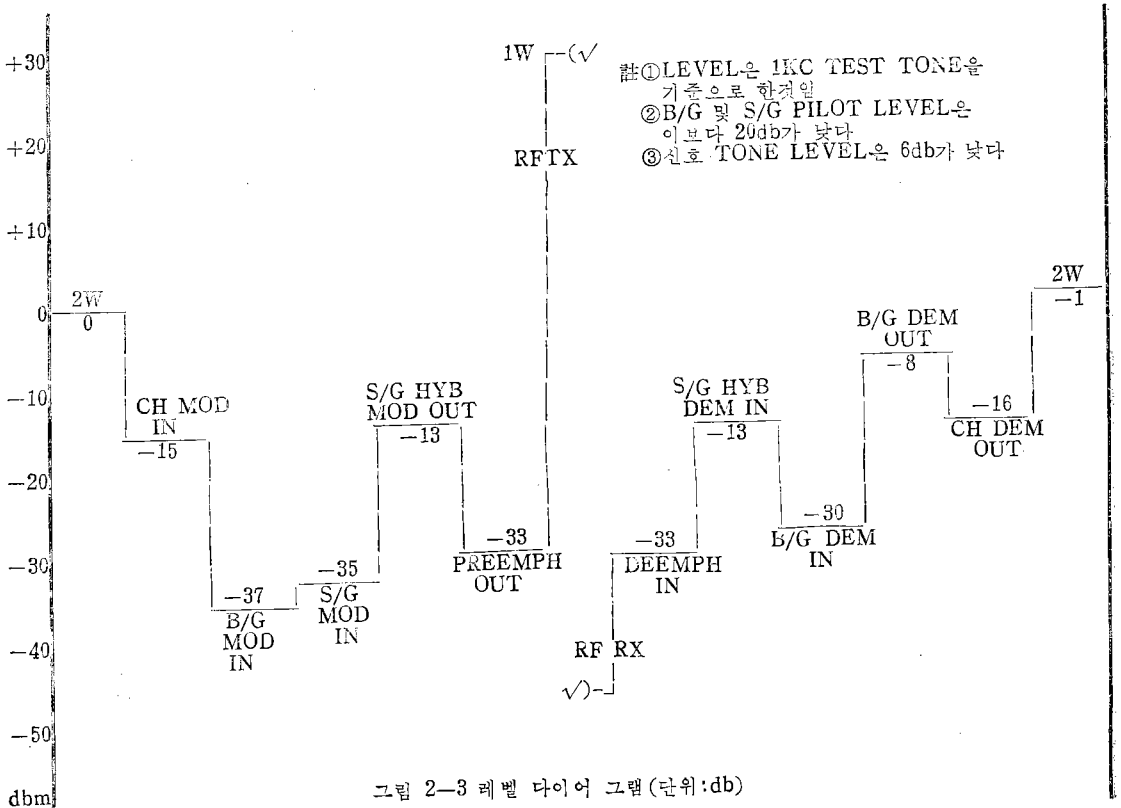 +30
+20
+10
0
−10
−20
−30
−40
−50
dbm
1W
註①LEVEL은 1KC TEST TONE을
기준으로 한것임
②B/G 및 S/G PILOT LEVEL은
이보다 20db가 낮다
③신호 TONE LEVEL은 6db가 낮다
RFTX
2W
0
CH MOD
IN
−15
−37
B/G
MOD
IN
−35
S/G
MOD
IN
S/G HYB
MOD OUT
−13
−33
PREEMPH
OUT
RF RX
−33
DEEMPH
IN
S/G HYB
DEM IN
−13
−30
B/G DEM
IN
B/G DEM
OUT
−8
−16
CH DEM
OUT
2W
−1
그림 2—3 레벨 다이어 그램(단위:db)